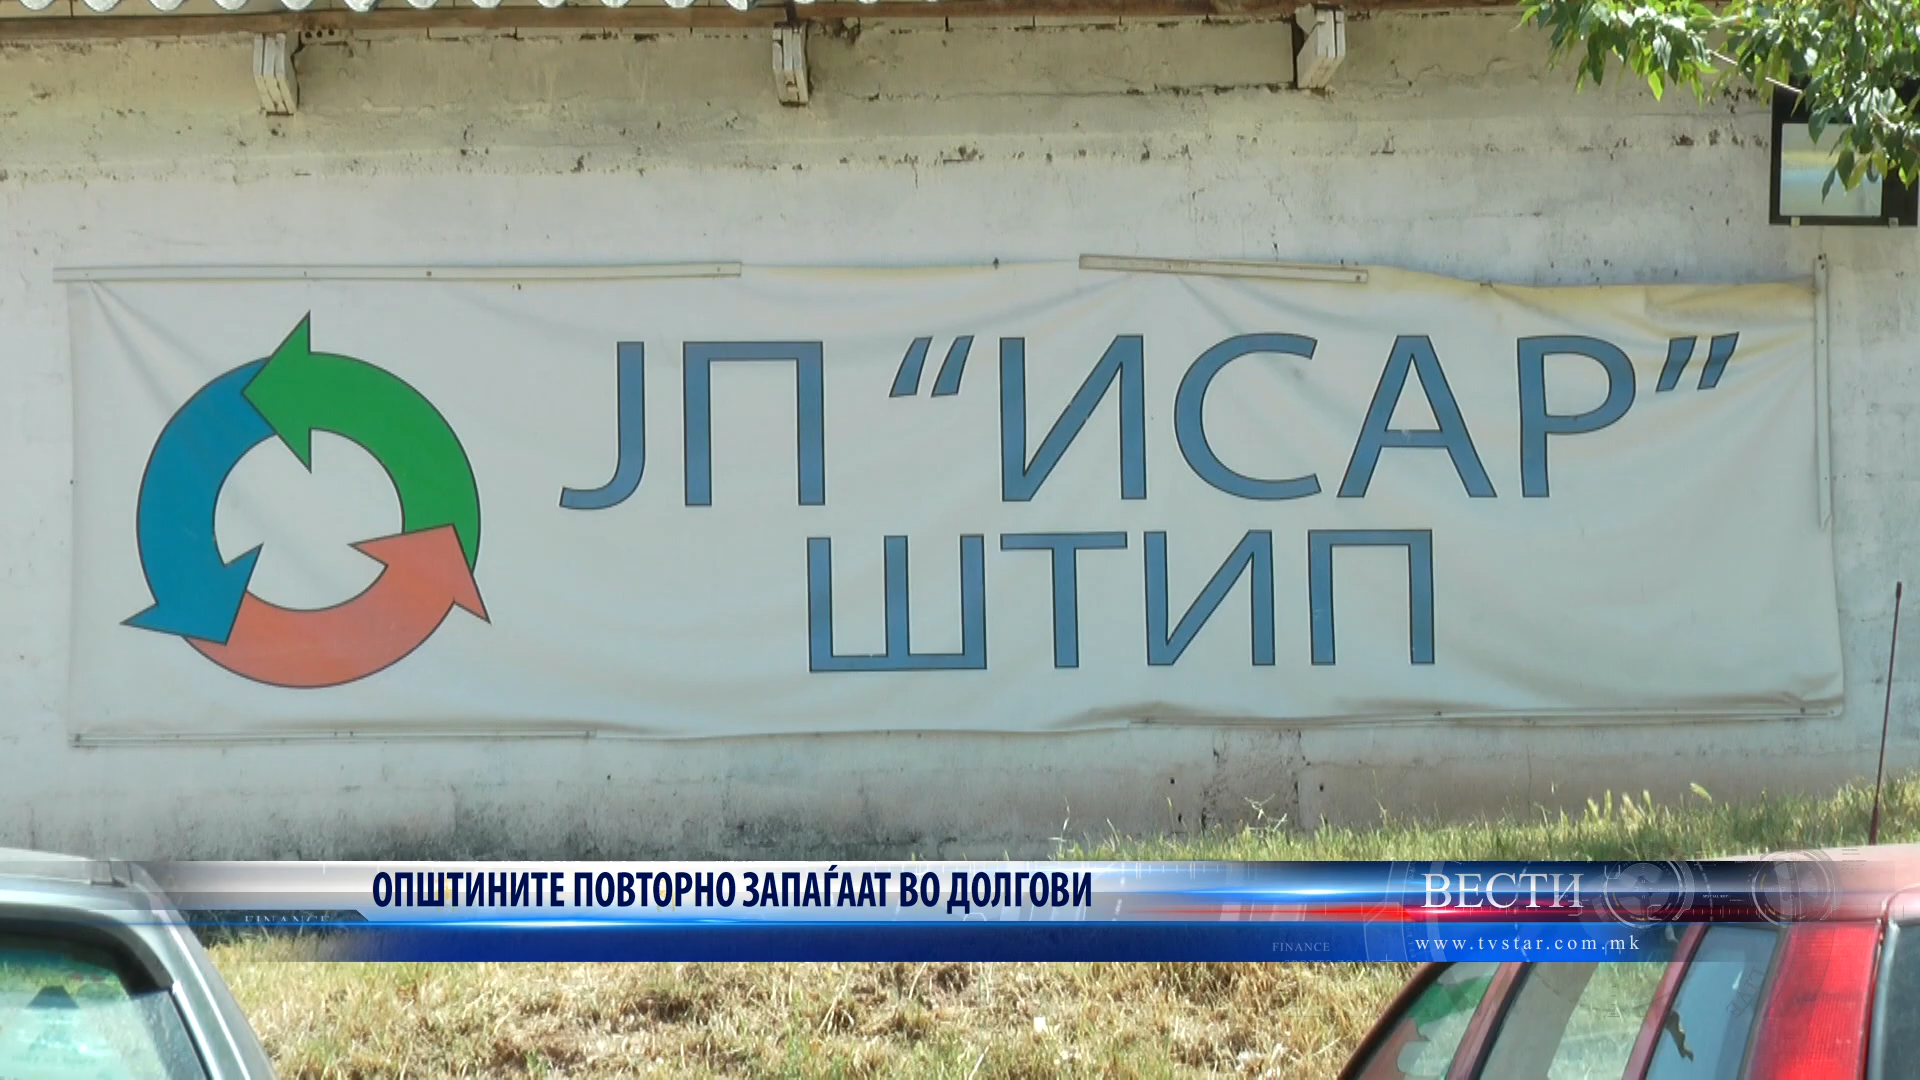 ЈП “ИСАР”
ШТИП
ОПШТИНИТЕ ПОВТОРНО ЗАПАЃААТ ВО ДОЛГОВИ
ВЕСТИ
FINANCE
FINANCE
www.tvstar.com.mk